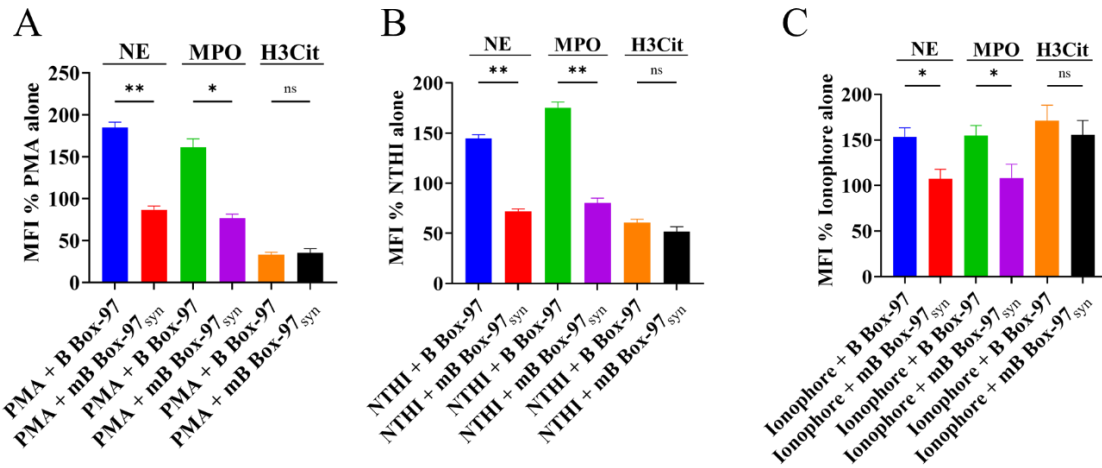 A
NE MPO H3Cit
** * ns
MFI % PMA alone
250
200
150
100
50
0
PMA + B Box-97
PMA + mB Box-97syn
PMA + B Box-97
PMA + mB Box-97syn
PMA + B Box-97
PMA + mB Box-97syn
B
NE MPO H3Cit
** ** ns
MFI % NTHI alone
200
150
100
50
0
NTHI + B Box-97
NTHI + mB Box-97syn
NTHI + B Box-97
NTHI + mB Box-97syn
NTHI + B Box-97
NTHI + mB Box-97syn
C
NE MPO H3Cit
* * ns
MFI % Ionophore alone
200
150
100
50
0
Ionophore + B Box-97
Ionophore + mB Box-97syn
Ionophore + B Box-97
Ionophore + mB Box-97syn
Ionophore + B Box-97
Ionophore + mB Box-97syn